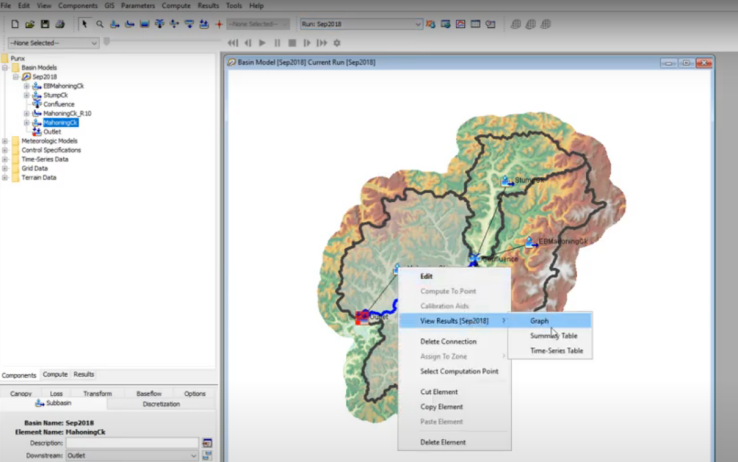 File Edit View Components GIS Parameters Compute Results Tools Help
--None Selected--
Run: Sep2018
--None Selected--
Punx
Basin Models
Sep2018
EBMahoningCk
StumpCk
Confluence
MahoningCk_R10
MahoningCk
Outlet
Meteorologic Models
Control Specifications
Time-Series Data
Grid Data
Terrain Data
Components Compute Results
Canopy Loss Transform Baseflow Options
Subbasin Discretization
Basin Name: Sep2018
Element Name: MahoningCk
Description:
Downstream: Outlet
Basin Model [Sep2018] Current Run [Sep2018]
StumpCk
EBMahoningCk
Confluence
Outlet
Edit
Compute To Point
Calibration Aids
View Results [Sep2018]
Delete Connection
Assign To Zone
Select Computation Point
Cut Element
Copy Element
Paste Element
Delete Element
Graph
Summary Table
Time-Series Table